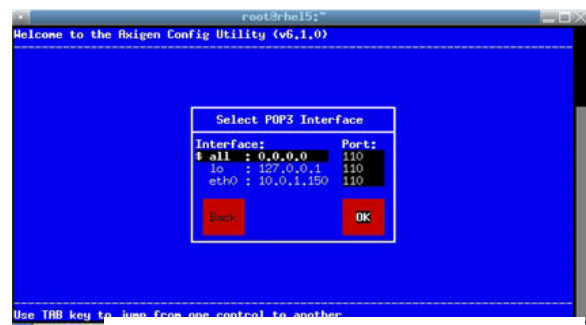 root@rhel5:~
Welcome to the Axigen Config Utility (v6.1.0)
Select POP3 Interface
Interface: Port:
$ all : 0.0.0.0 110
lo : 127.0.0.1 110
eth0 : 10.0.1.150 110
Back OK
Use TAB key to jump from one control to another